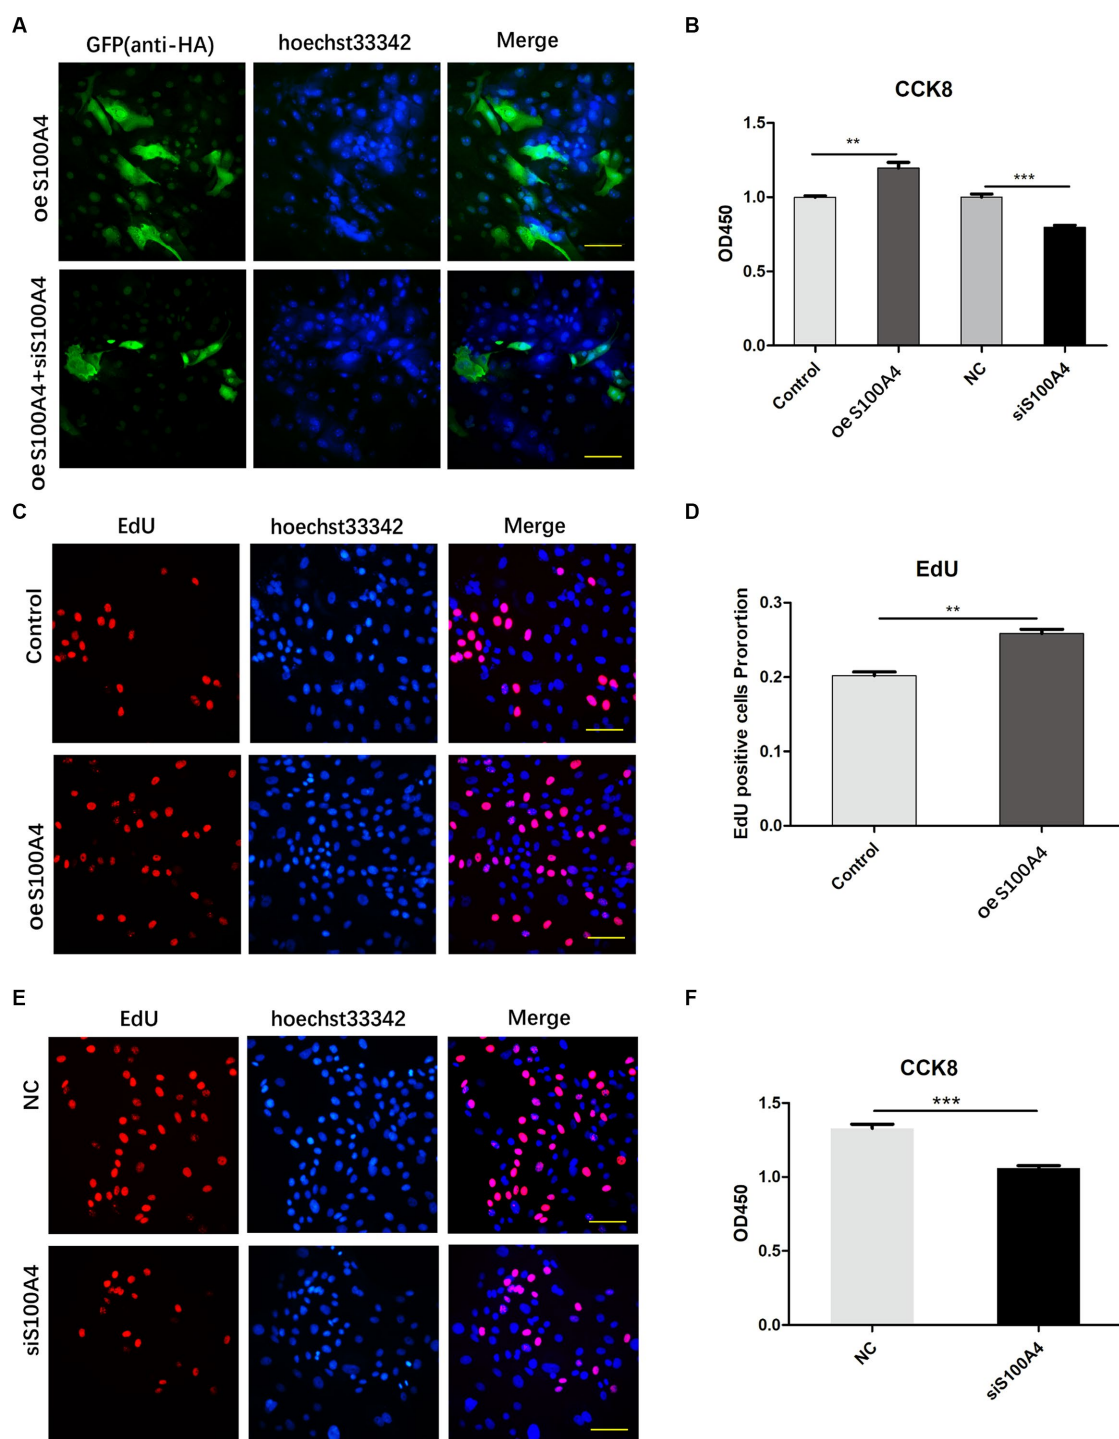 A
GFP(anti-HA) hoechst33342 Merge
oe S100A4
oe S100A4+siS100A4
B
CCK8
OD450
1.5
1.0
0.5
0.0
**
***
Control
oe S100A4
NC
siS100A4
C
EdU hoechst33342 Merge
Control
oe S100A4
D
EdU
EdU positive cells Prorortion
0.3
0.2
0.1
0.0
**
Control
oe S100A4
E
EdU hoechst33342 Merge
NC
siS100A4
F
CCK8
OD450
1.5
1.0
0.5
0.0
***
NC
siS100A4